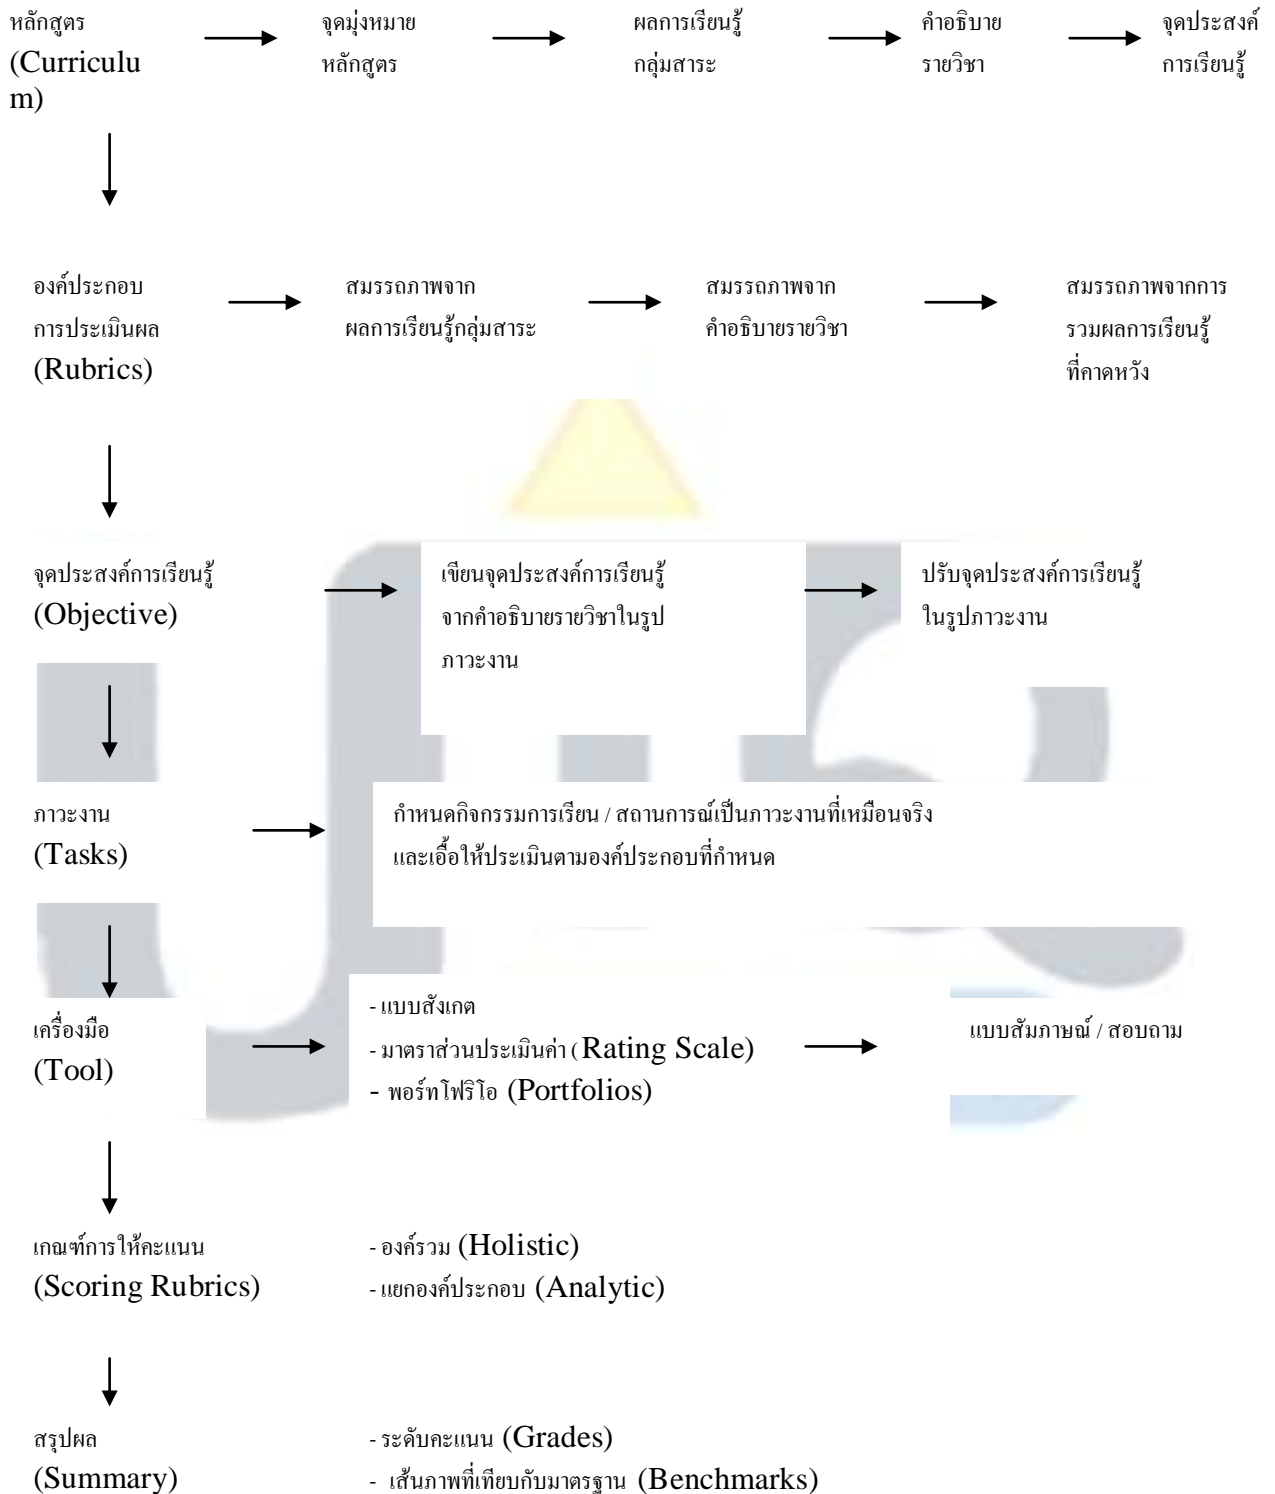 หลักสูตร
(Curriculu
m)
จุดมุ่งหมาย
หลักสูตร
ผลการเรียนรู้
กลุ่มสาระ
คำอธิบาย
รายวิชา
จุดประสงค์
การเรียนรู้
องค์ประกอบ
การประเมินผล
(Rubrics)
สมรรถภาพจาก
ผลการเรียนรู้กลุ่มสาระ
สมรรถภาพจาก
คำอธิบายรายวิชา
สมรรถภาพจากการ
รวมผลการเรียนรู้
ที่คาดหวัง
จุดประสงค์การเรียนรู้
(Objective)
เขียนจุดประสงค์การเรียนรู้
จากคำอธิบายรายวิชาในรูป
ภาวะงาน
ปรับจุดประสงค์การเรียนรู้
ในรูปภาวะงาน
ภาวะงาน
(Tasks)
กำหนดกิจกรรมการเรียน / สถานการณ์เป็นภาวะงานที่เหมือนจริง
และเอื้อให้ประเมินตามองค์ประกอบที่กำหนด
เครื่องมือ
(Tool)
- แบบสังเกต
- มาตราส่วนประเมินค่า (Rating Scale)
- พอร์ทโฟริโอ (Portfolios)
แบบสัมภาษณ์ / สอบถาม
เกณฑ์การให้คะแนน
(Scoring Rubrics)
- องค์รวม (Holistic)
- แยกองค์ประกอบ (Analytic)
สรุปผล
(Summary)
- ระดับคะแนน (Grades)
- เส้นภาพที่เทียบกับมาตรฐาน (Benchmarks)